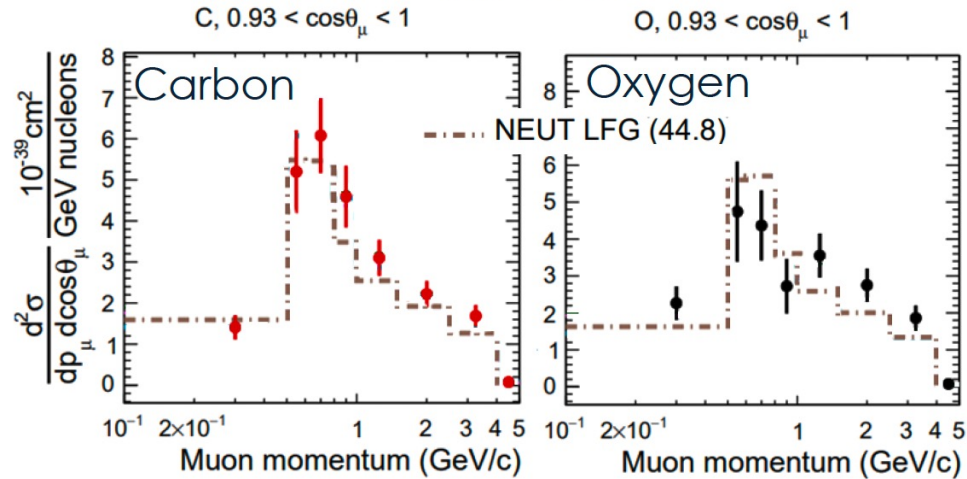 C, 0.93 < cosθμ < 1
O, 0.93 < cosθμ < 1
Carbon
Oxygen
NEUT LFG (44.8)
d²σ
dpμ dcosθμ
10⁻³⁹cm²
GeV nucleons
8
7
6
5
4
3
2
1
0
8
6
5
4
3
2
1
0
10⁻¹ 2×10⁻¹ 1 2 3 4 5
10⁻¹ 2×10⁻¹ 1 2 3 4 5
Muon momentum (GeV/c)
Muon momentum (GeV/c)